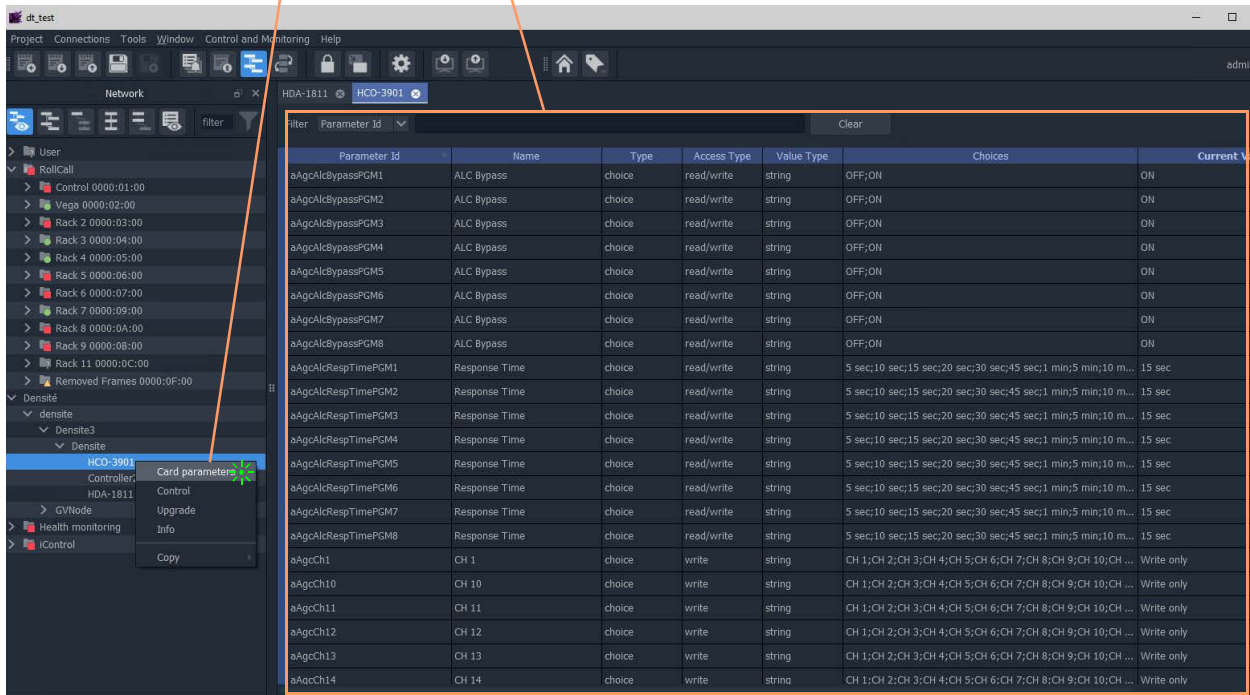 dt_test
Project Connections Tools Window Control and Monitoring Help
admi
Network
filter
User
RollCall
Control 0000:01:00
Vega 0000:02:00
Rack 2 0000:03:00
Rack 3 0000:04:00
Rack 4 0000:05:00
Rack 5 0000:06:00
Rack 6 0000:07:00
Rack 7 0000:09:00
Rack 8 0000:0A:00
Rack 9 0000:0B:00
Rack 11 0000:0C:00
Removed Frames 0000:0F:00
Densité
densite
Densite3
Densite
HCO-3901
Controller2
HDA-1811
GVNode
Health monitoring
iControl
Card parameters
Control
Upgrade
Info
Copy
HDA-1811 HCO-3901
Filter Parameter Id Clear
Parameter Id Name Type Access Type Value Type Choices Current V
aAgcAlcBypassPGM1 ALC Bypass choice read/write string OFF;ON ON
aAgcAlcBypassPGM2 ALC Bypass choice read/write string OFF;ON ON
aAgcAlcBypassPGM3 ALC Bypass choice read/write string OFF;ON ON
aAgcAlcBypassPGM4 ALC Bypass choice read/write string OFF;ON ON
aAgcAlcBypassPGM5 ALC Bypass choice read/write string OFF;ON ON
aAgcAlcBypassPGM6 ALC Bypass choice read/write string OFF;ON ON
aAgcAlcBypassPGM7 ALC Bypass choice read/write string OFF;ON ON
aAgcAlcBypassPGM8 ALC Bypass choice read/write string OFF;ON ON
aAgcAlcRespTimePGM1 Response Time choice read/write string 5 sec;10 sec;15 sec;20 sec;30 sec;45 sec;1 min;5 min;10 m... 15 sec
aAgcAlcRespTimePGM2 Response Time choice read/write string 5 sec;10 sec;15 sec;20 sec;30 sec;45 sec;1 min;5 min;10 m... 15 sec
aAgcAlcRespTimePGM3 Response Time choice read/write string 5 sec;10 sec;15 sec;20 sec;30 sec;45 sec;1 min;5 min;10 m... 15 sec
aAgcAlcRespTimePGM4 Response Time choice read/write string 5 sec;10 sec;15 sec;20 sec;30 sec;45 sec;1 min;5 min;10 m... 15 sec
aAgcAlcRespTimePGM5 Response Time choice read/write string 5 sec;10 sec;15 sec;20 sec;30 sec;45 sec;1 min;5 min;10 m... 15 sec
aAgcAlcRespTimePGM6 Response Time choice read/write string 5 sec;10 sec;15 sec;20 sec;30 sec;45 sec;1 min;5 min;10 m... 15 sec
aAgcAlcRespTimePGM7 Response Time choice read/write string 5 sec;10 sec;15 sec;20 sec;30 sec;45 sec;1 min;5 min;10 m... 15 sec
aAgcAlcRespTimePGM8 Response Time choice read/write string 5 sec;10 sec;15 sec;20 sec;30 sec;45 sec;1 min;5 min;10 m... 15 sec
aAgcCh1 CH 1 choice write string CH 1;CH 2;CH 3;CH 4;CH 5;CH 6;CH 7;CH 8;CH 9;CH 10;CH ... Write only
aAgcCh10 CH 10 choice write string CH 1;CH 2;CH 3;CH 4;CH 5;CH 6;CH 7;CH 8;CH 9;CH 10;CH ... Write only
aAgcCh11 CH 11 choice write string CH 1;CH 2;CH 3;CH 4;CH 5;CH 6;CH 7;CH 8;CH 9;CH 10;CH ... Write only
aAgcCh12 CH 12 choice write string CH 1;CH 2;CH 3;CH 4;CH 5;CH 6;CH 7;CH 8;CH 9;CH 10;CH ... Write only
aAgcCh13 CH 13 choice write string CH 1;CH 2;CH 3;CH 4;CH 5;CH 6;CH 7;CH 8;CH 9;CH 10;CH ... Write only
aAgcCh14 CH 14 choice write string CH 1;CH 2;CH 3;CH 4;CH 5;CH 6;CH 7;CH 8;CH 9;CH 10;CH ... Write only